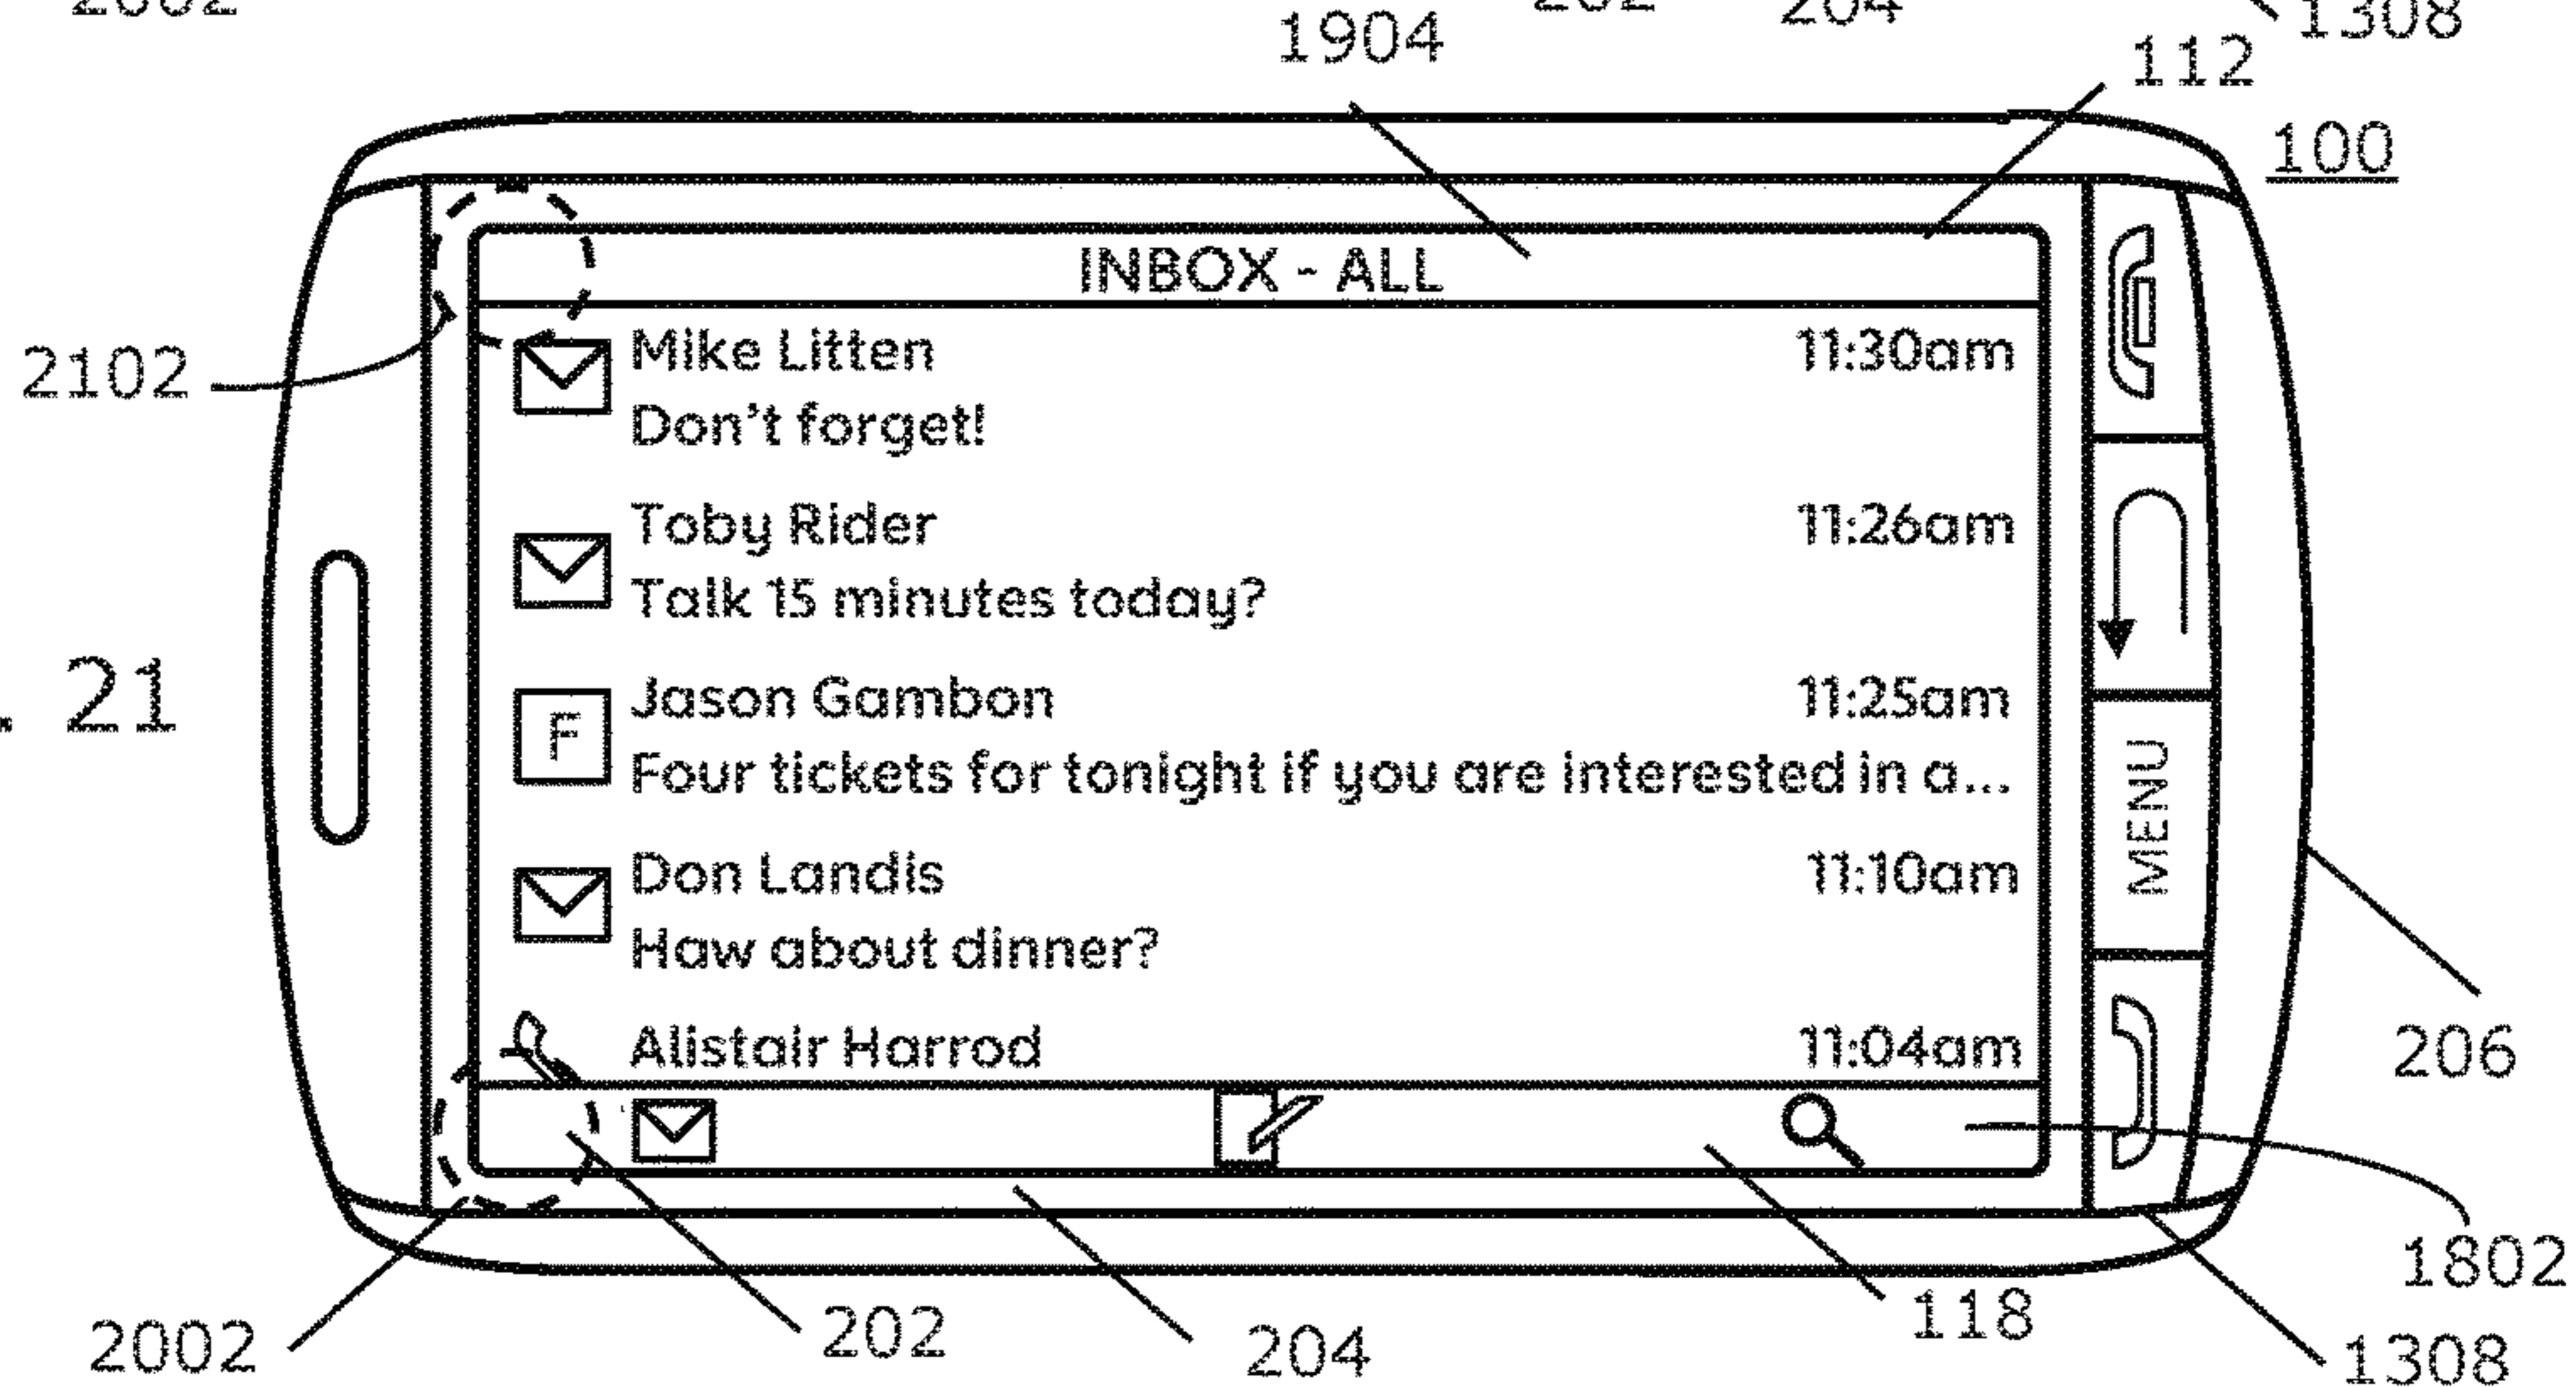 1904
1308
112
100
INBOX - ALL
Mike Litten 11:30am
Don't forget!
2102
Toby Rider 11:26am
Talk 15 minutes today?
. 21
F
Jason Gambon 11:25am
Four tickets for tonight if you are interested in a...
MENU
Don Landis 11:10am
Haw about dinner?
206
Alistair Harrod 11:04am
1802
2002
202
204
118
1308